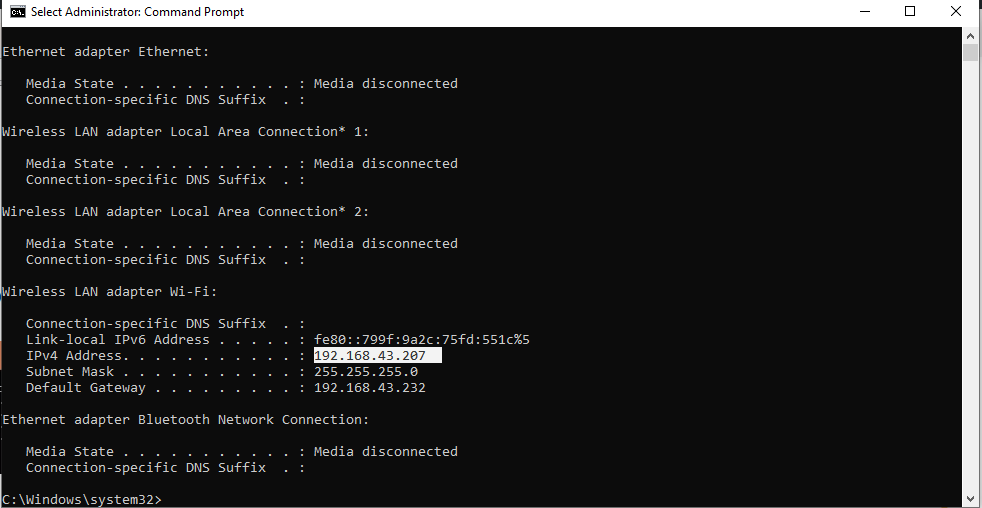 Select Administrator: Command Prompt
Ethernet adapter Ethernet:
Media State . . . . . . . . . . . : Media disconnected
Connection-specific DNS Suffix  . :
Wireless LAN adapter Local Area Connection* 1:
Media State . . . . . . . . . . . : Media disconnected
Connection-specific DNS Suffix  . :
Wireless LAN adapter Local Area Connection* 2:
Media State . . . . . . . . . . . : Media disconnected
Connection-specific DNS Suffix  . :
Wireless LAN adapter Wi-Fi:
Connection-specific DNS Suffix  . :
Link-local IPv6 Address . . . . . : fe80::799f:9a2c:75fd:551c%5
IPv4 Address. . . . . . . . . . . : 192.168.43.207
Subnet Mask . . . . . . . . . . . : 255.255.255.0
Default Gateway . . . . . . . . . : 192.168.43.232
Ethernet adapter Bluetooth Network Connection:
Media State . . . . . . . . . . . : Media disconnected
Connection-specific DNS Suffix  . :
C:\Windows\system32>